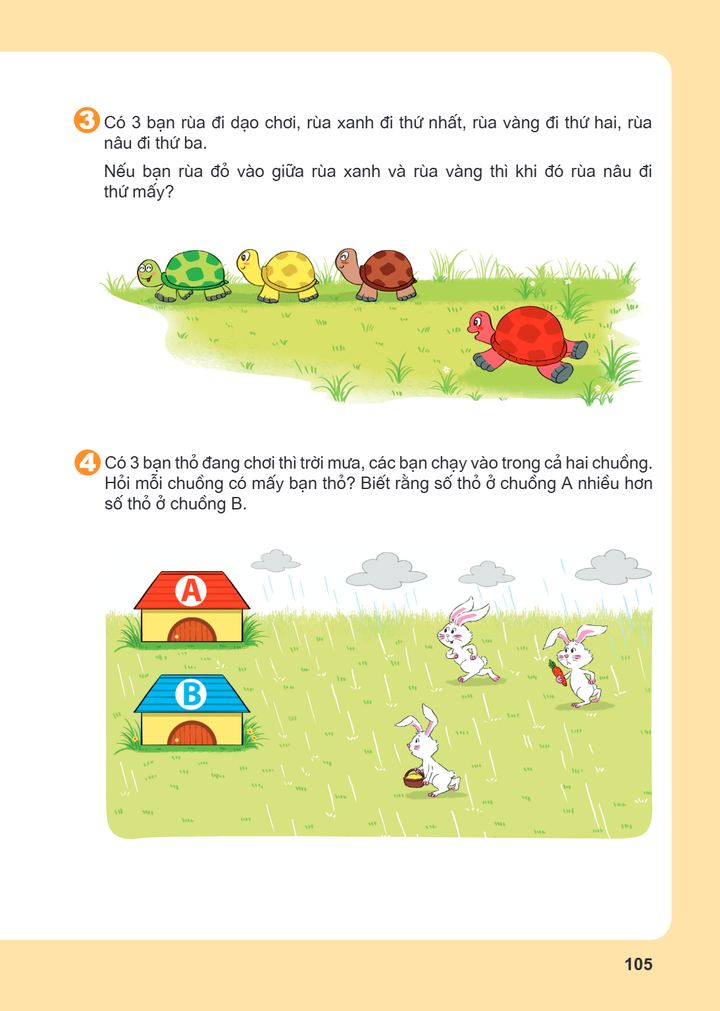 3 Có 3 bạn rùa đi dạo chơi, rùa xanh đi thứ nhất, rùa vàng đi thứ hai, rùa
nâu đi thứ ba.
Nếu bạn rùa đỏ vào giữa rùa xanh và rùa vàng thì khi đó rùa nâu đi
thứ mấy?
4 Có 3 bạn thỏ đang chơi thì trời mưa, các bạn chạy vào trong cả hai chuồng.
Hỏi mỗi chuồng có mấy bạn thỏ? Biết rằng số thỏ ở chuồng A nhiều hơn
số thỏ ở chuồng B.
A
B
105